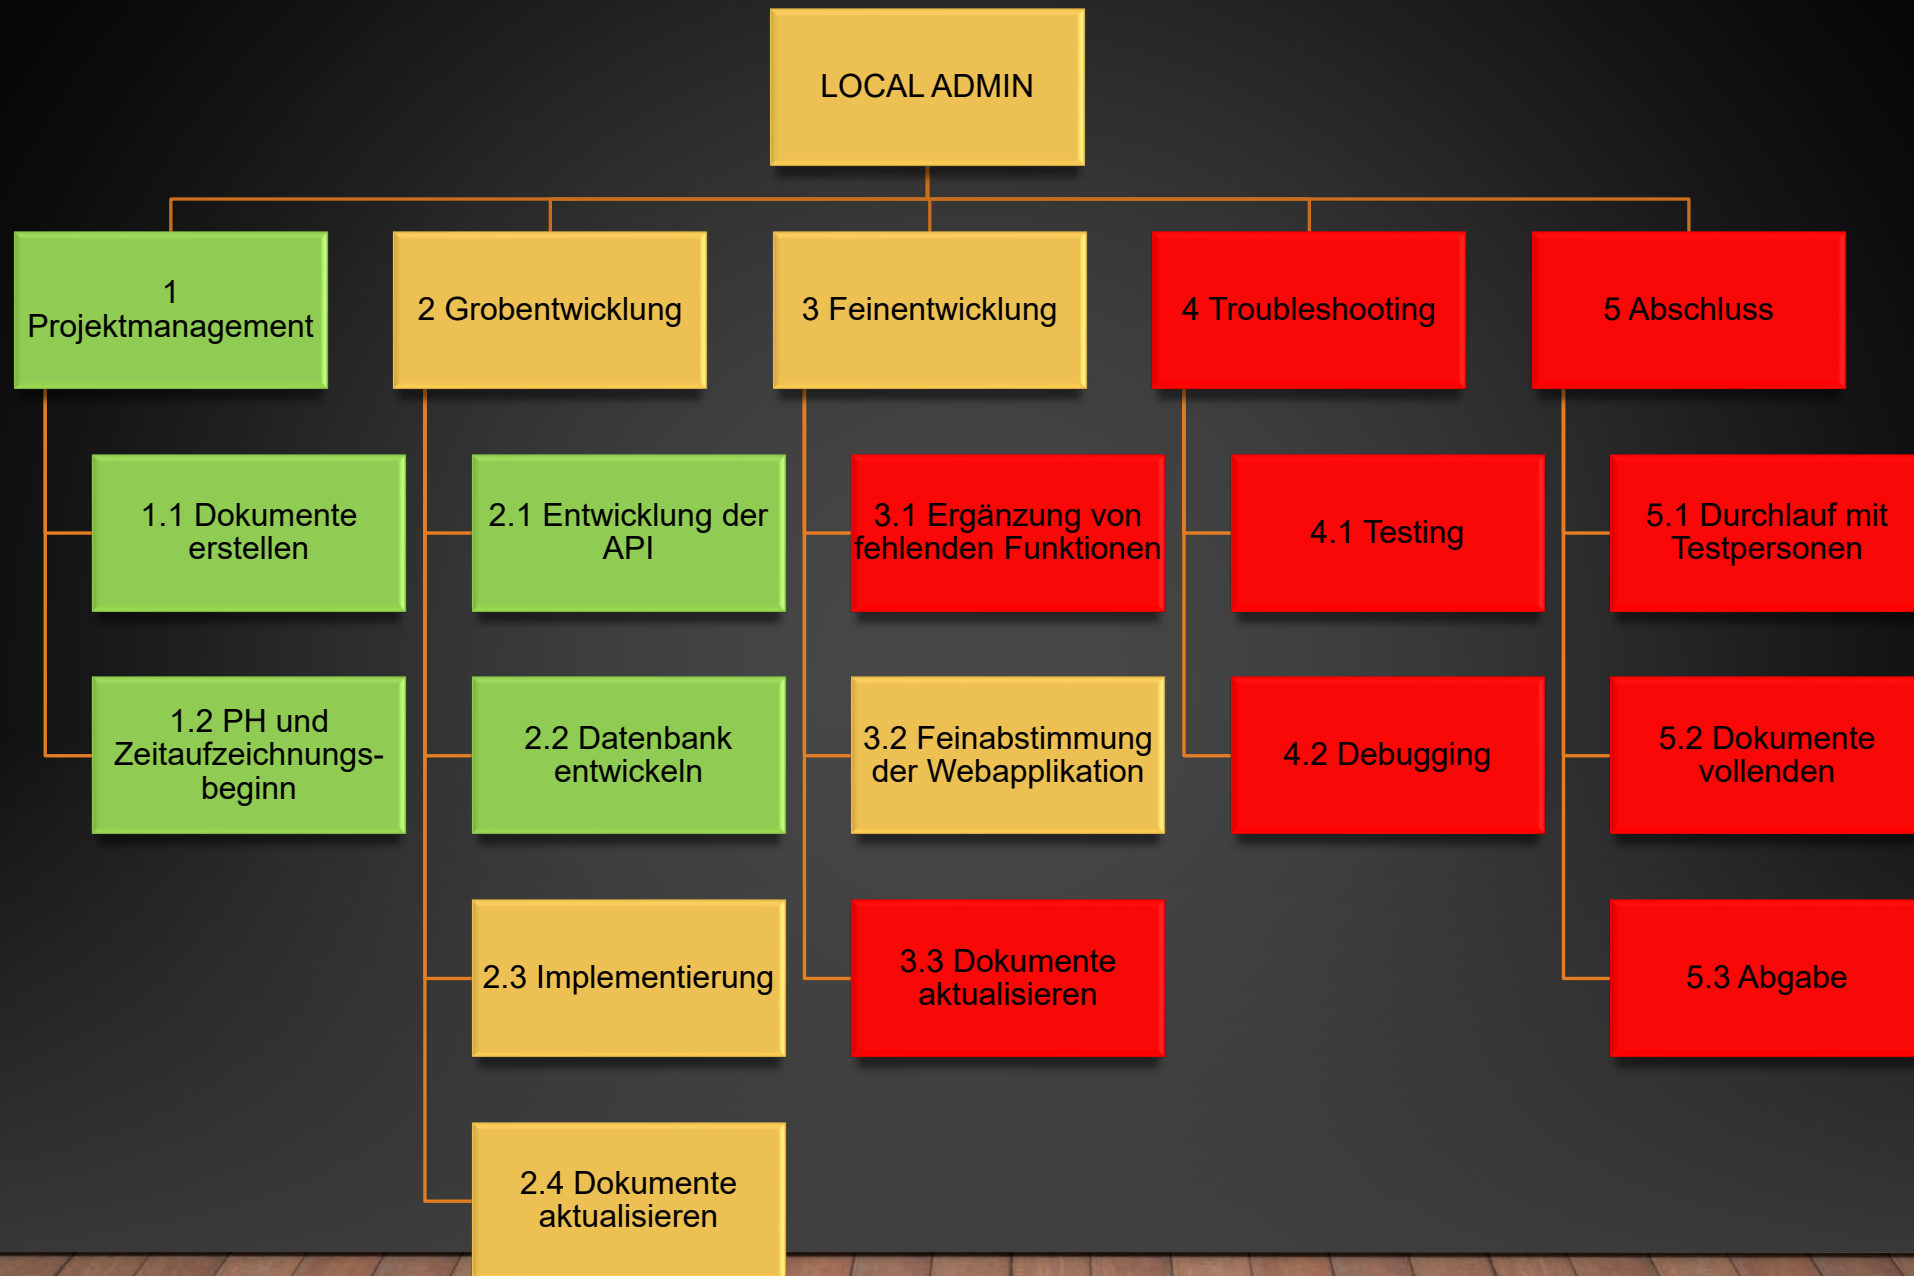 LOCAL ADMIN
1
Projektmanagement
2 Grobentwicklung
3 Feinentwicklung
4 Troubleshooting
5 Abschluss
1.1 Dokumente
erstellen
1.2 PH und
Zeitaufzeichnungs-
beginn
2.1 Entwicklung der
API
2.2 Datenbank
entwickeln
2.3 Implementierung
2.4 Dokumente
aktualisieren
3.1 Ergänzung von
fehlenden Funktionen
3.2 Feinabstimmung
der Webapplikation
3.3 Dokumente
aktualisieren
4.1 Testing
4.2 Debugging
5.1 Durchlauf mit
Testpersonen
5.2 Dokumente
vollenden
5.3 Abgabe